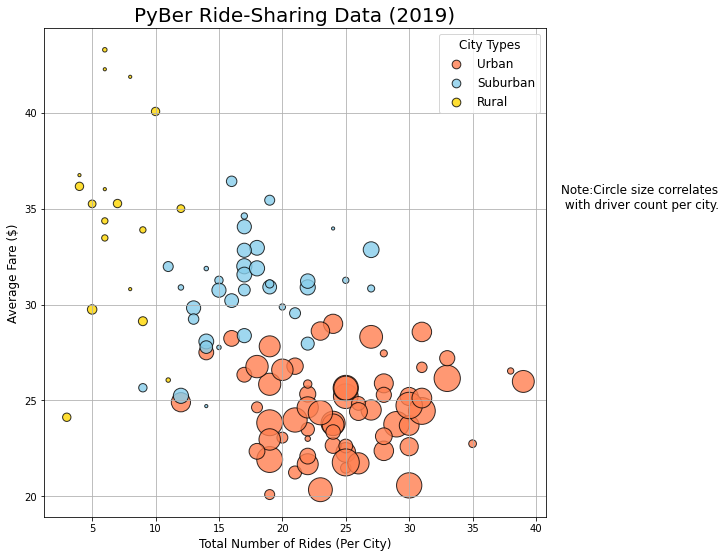 PyBer Ride-Sharing Data (2019)
City Types
Urban
Suburban
Rural
Note:Circle size correlates
with driver count per city.
Average Fare ($)
40
35
30
25
20
5 10 15 20 25 30 35 40
Total Number of Rides (Per City)